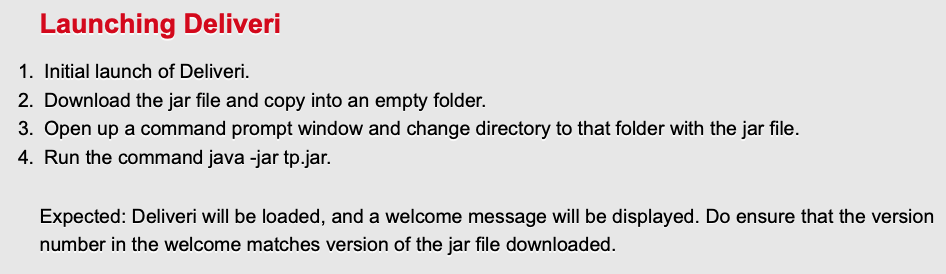 Launching Deliveri
1. Initial launch of Deliveri.
2. Download the jar file and copy into an empty folder.
3. Open up a command prompt window and change directory to that folder with the jar file.
4. Run the command java -jar tp.jar.
Expected: Deliveri will be loaded, and a welcome message will be displayed. Do ensure that the version
number in the welcome matches version of the jar file downloaded.